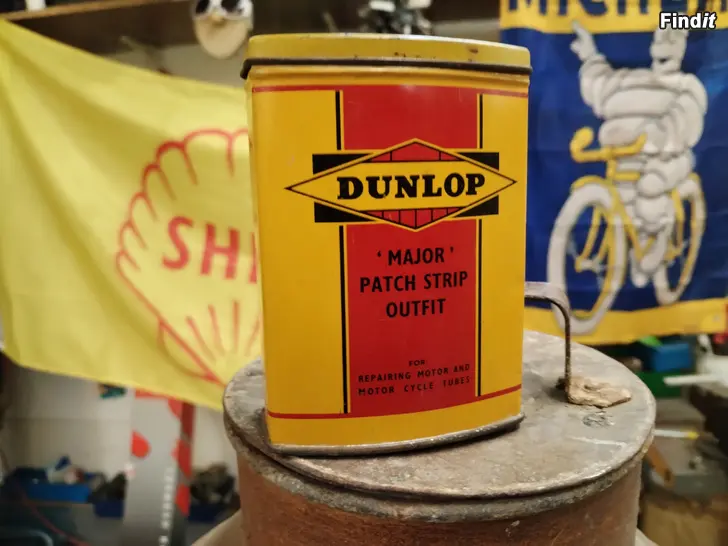 Findit
SH
DUNLOP
‘ MAJOR ’
PATCH STRIP
OUTFIT
FOR
REPAIRING MOTOR AND
MOTOR CYCLE TUBES